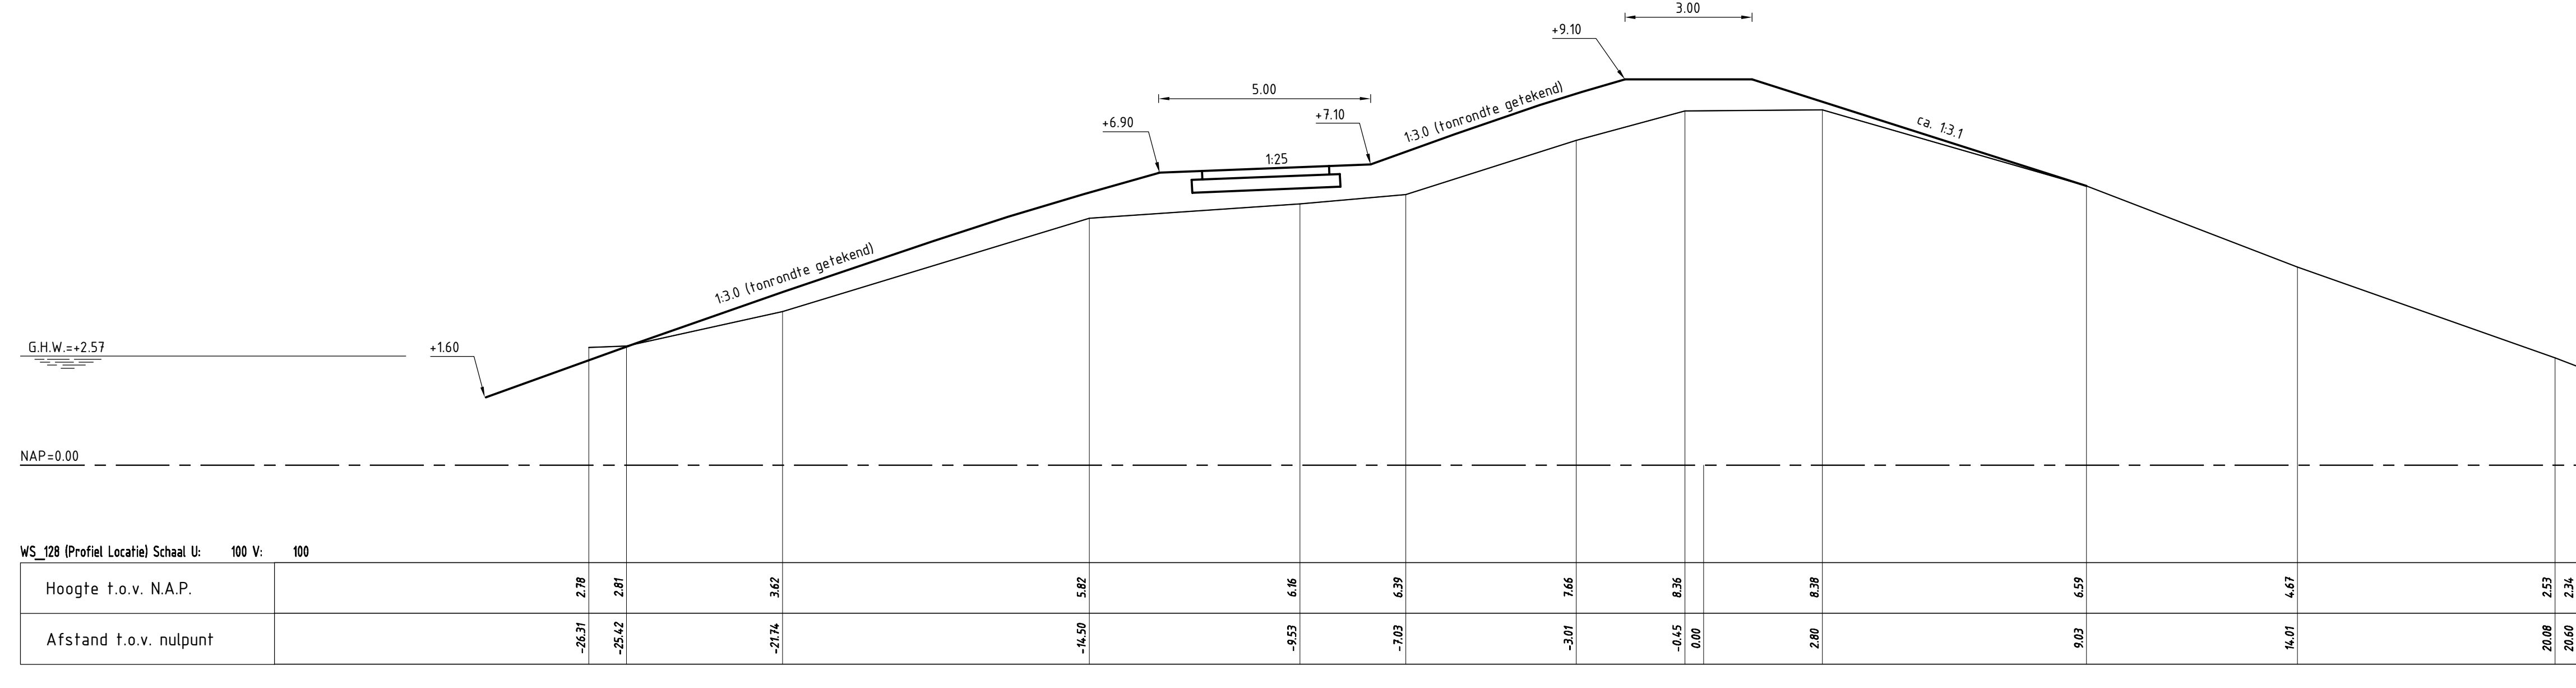 3.00
+9.10
5.00
+6.90
+7.10
1:3.0 (tonrondte getekend)
ca. 1:3.1
1:25
1:3.0 (tonrondte getekend)
G.H.W.=+2.57
+1.60
NAP=0.00
WS_128 (Profiel Locatie) Schaal U: 100 V: 100
Hoogte t.o.v. N.A.P. 2.78 2.81 3.62 5.82 6.16 6.39 7.66 8.36 8.38 6.59 4.67 2.53 2.34
Afstand t.o.v. nulpunt -26.31 -25.42 -21.74 -14.50 -9.53 -7.03 -3.01 -0.45 0.00 2.80 9.03 14.01 20.08 20.60